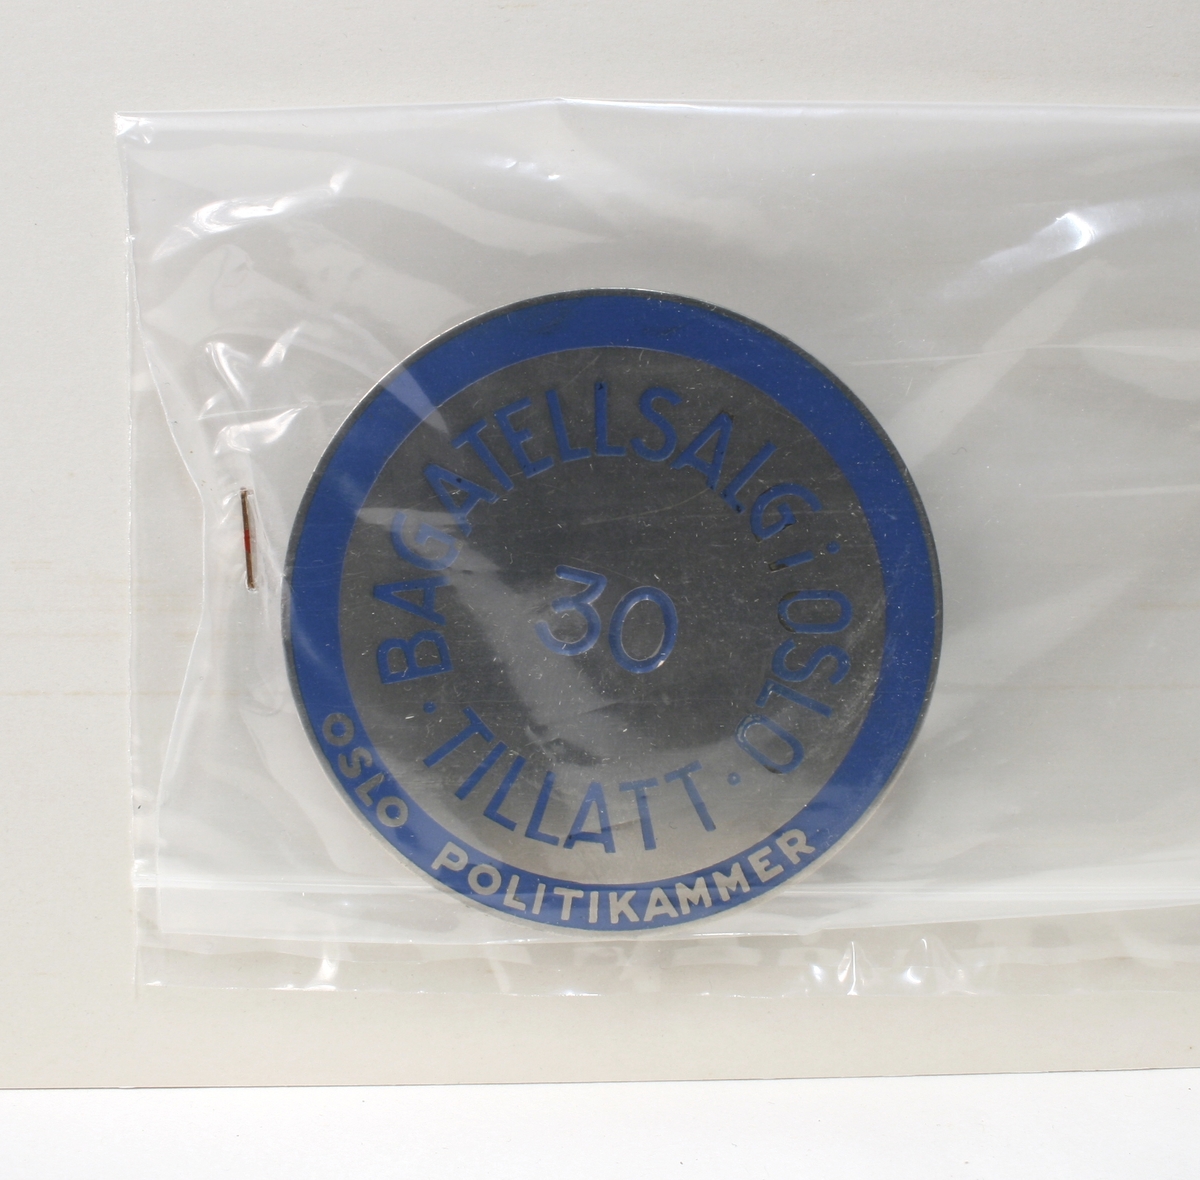 BAGATELLSALG i OSLO
30
· TILLATT ·
OSLO POLITIKAMMER